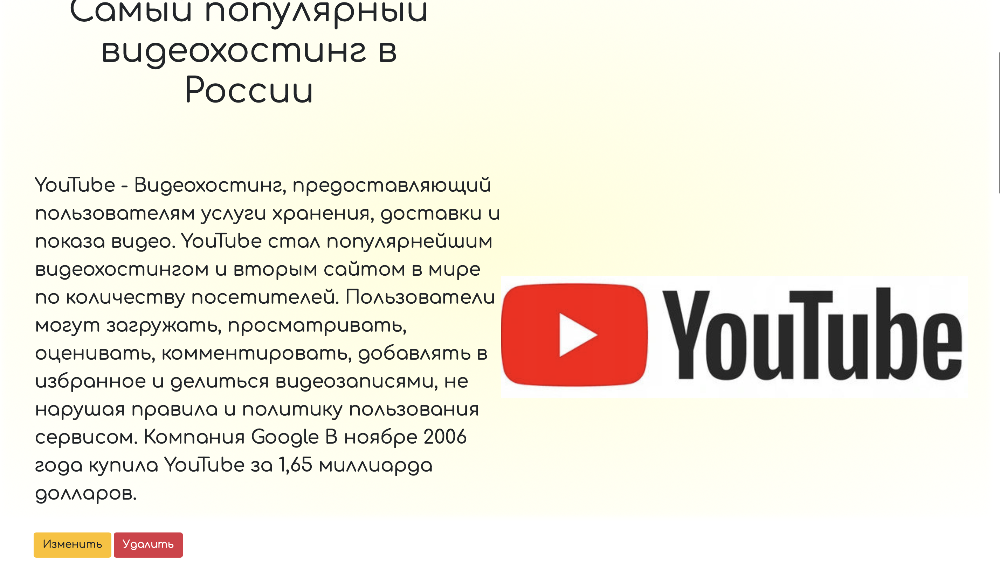 Самый популярный
видеохостинг в
России
YouTube - Видеохостинг, предоставляющий
пользователям услуги хранения, доставки и
показа видео. YouTube стал популярнейшим
видеохостингом и вторым сайтом в мире
по количеству посетителей. Пользователи
могут загружать, просматривать,
оценивать, комментировать, добавлять в
избранное и делиться видеозаписями, не
нарушая правила и политику пользования
сервисом. Компания Google В ноябре 2006
года купила YouTube за 1,65 миллиарда
долларов.
YouTube
Изменить Удалить